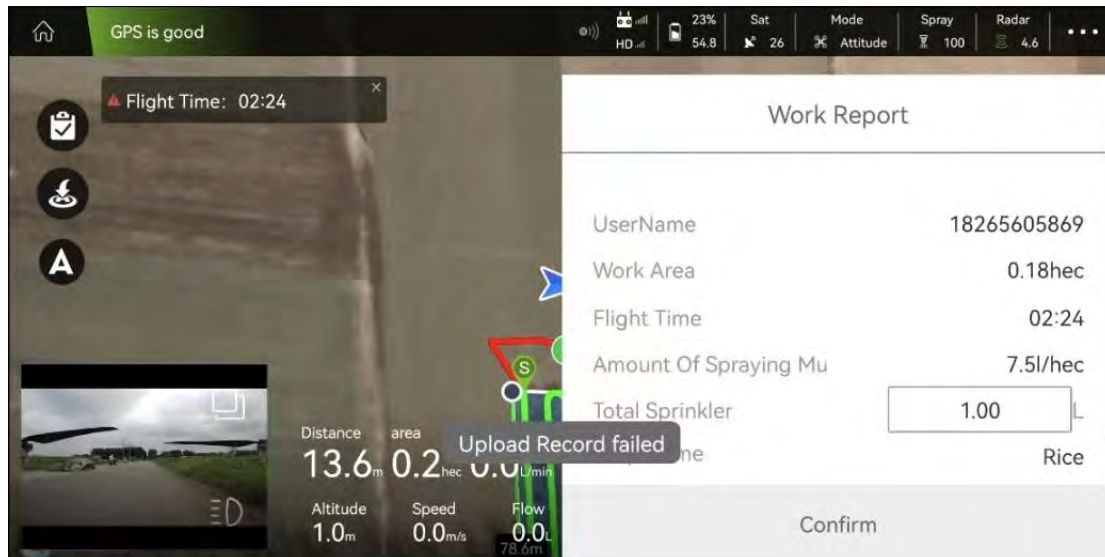 GPS is good
HD
23%
54.8
Sat
26
Mode
Attitude
Spray
100
Radar
4.6
Flight Time: 02:24
Work Report
UserName 18265605869
Work Area 0.18hec
Flight Time 02:24
Amount Of Spraying Mu 7.5l/hec
Total Sprinkler 1.00 L
Rice
Confirm
Upload Record failed
Distance area
13.6m 0.2hec 0.0L/min
Altitude Speed Flow
1.0m 0.0m/s 0.0L
78.6m
S
A